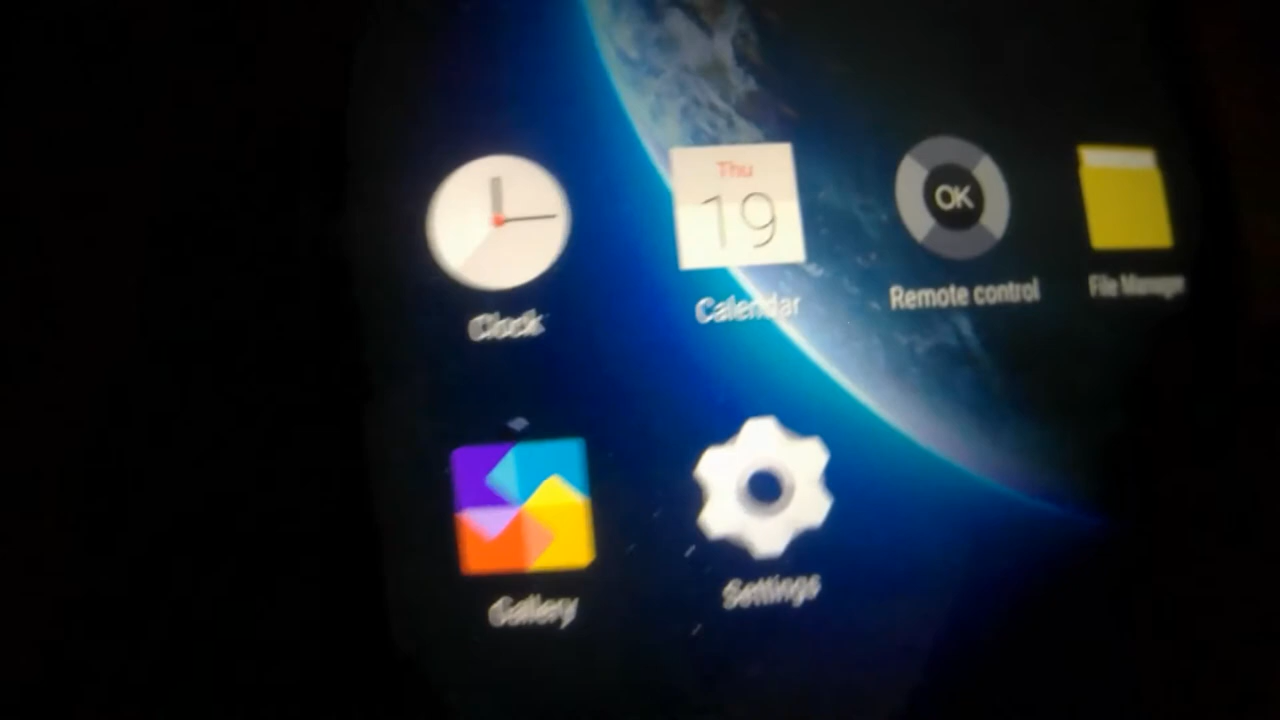 Thu
19
OK
Clock
Calendar
Remote control
File Manager
Gallery
Settings